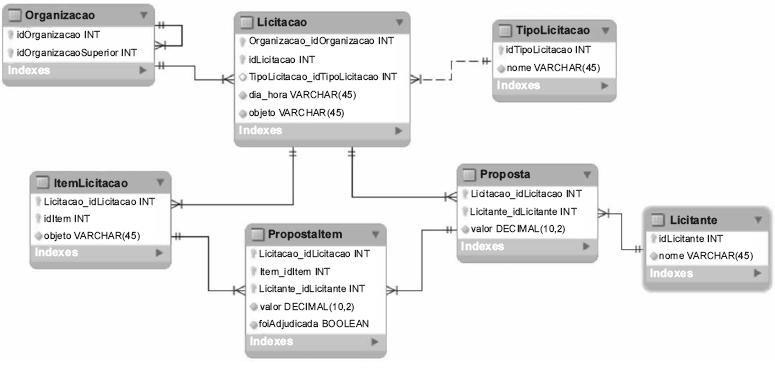 Organizacao
idOrganizacao INT
idOrganizacaoSuperior INT
Indexes
Licitacao
Organizacao_idOrganizacao INT
idLicitacao INT
TipoLicitacao_idTipoLicitacao INT
dia_hora VARCHAR(45)
objeto VARCHAR(45)
Indexes
TipoLicitacao
idTipoLicitacao INT
nome VARCHAR(45)
Indexes
ItemLicitacao
Licitacao_idLicitacao INT
idItem INT
objeto VARCHAR(45)
Indexes
PropostaItem
Licitacao_idLicitacao INT
Item_idItem INT
Licitante_idLicitante INT
valor DECIMAL(10,2)
foiAdjudicada BOOLEAN
Indexes
Proposta
Licitacao_idLicitacao INT
Licitante_idLicitante INT
valor DECIMAL(10,2)
Indexes
Licitante
idLicitante INT
nome VARCHAR(45)
Indexes